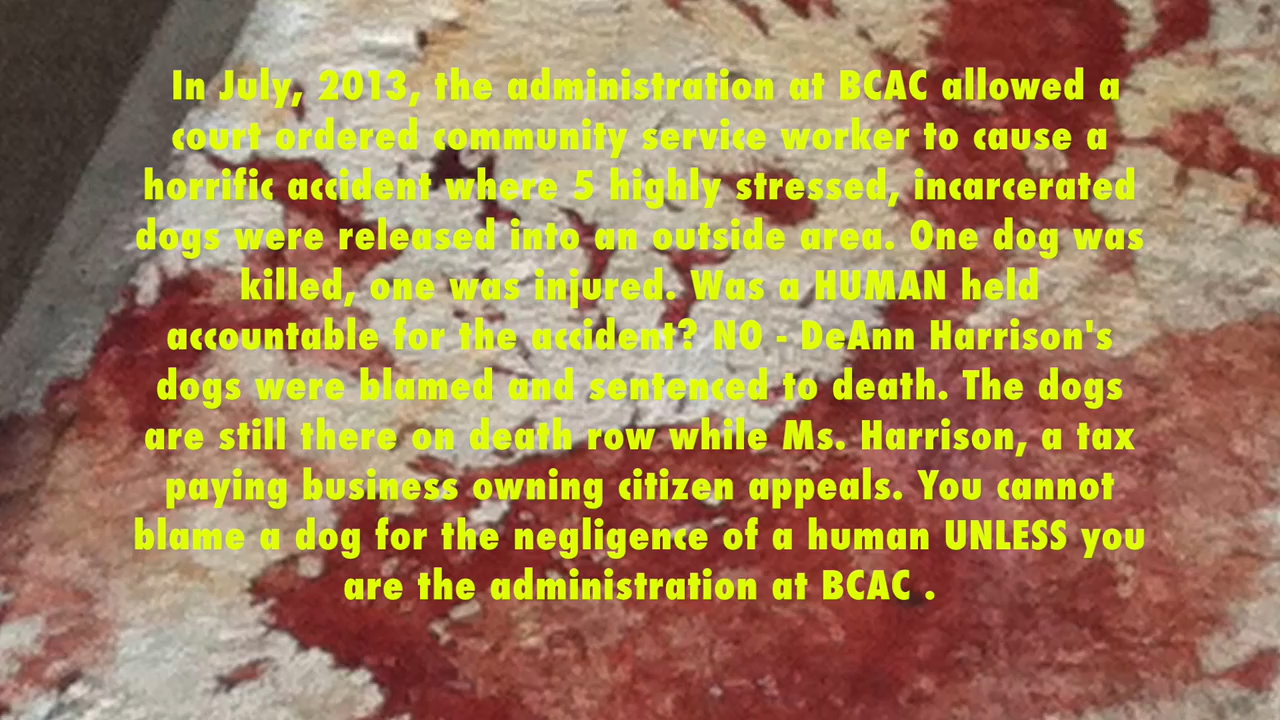 In July, 2013, the administration at BCAC allowed a
court ordered community service worker to cause a
horrific accident where 5 highly stressed, incarcerated
dogs were released into an outside area. One dog was
killed, one was injured. Was a HUMAN held
accountable for the accident? NO - DeAnn Harrison's
dogs were blamed and sentenced to death. The dogs
are still there on death row while Ms. Harrison, a tax
paying business owning citizen appeals. You cannot
blame a dog for the negligence of a human UNLESS you
are the administration at BCAC .